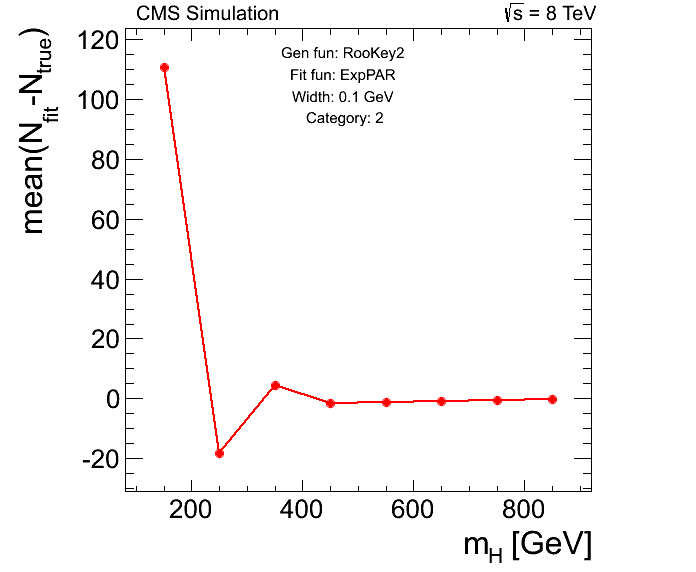 CMS Simulation
√s = 8 TeV
Gen fun: RooKey2
Fit fun: ExpPAR
Width: 0.1 GeV
Category: 2
mean(N_fit -N_true)
120
100
80
60
40
20
0
-20
200 400 600 800
m_H [GeV]